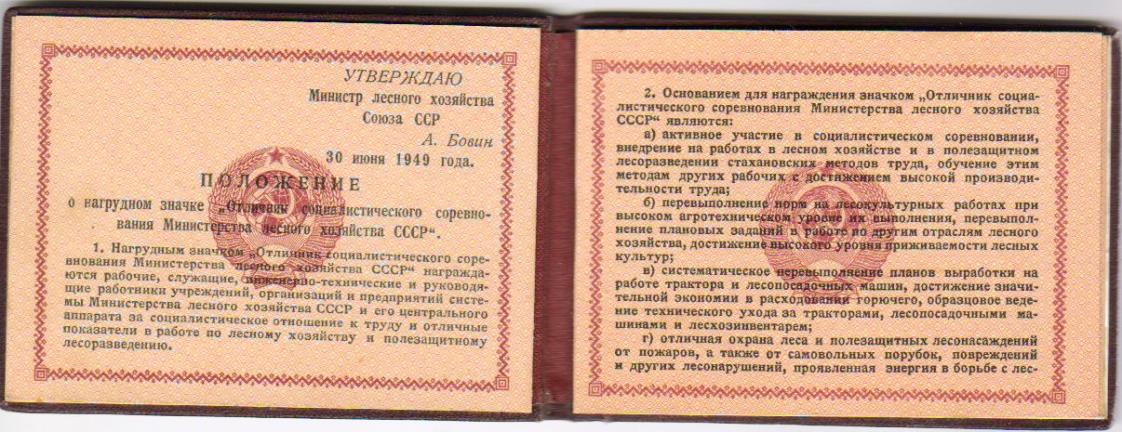 УТВЕРЖДАЮ
Министр лесного хозяйства
Союза ССР
А. Бовин
30 июня 1949 года.
ПОЛОЖЕНИЕ
о нагрудном значке „Отличник социалистического соревно-
вания Министерства лесного хозяйства СССР“.
1. Нагрудным значком „Отличник социалистического соре-
внования Министерства лесного хозяйства СССР“ награжда-
ются рабочие, служащие, инженерно-технические и руководя-
щие работники учреждений, организаций и предприятий систе-
мы Министерства лесного хозяйства СССР и его центрального
аппарата за социалистическое отношение к труду и отличные
показатели в работе по лесному хозяйству и полезащитному
лесоразведению.
2. Основанием для награждения значком „Отличник социа-
листического соревнования Министерства лесного хозяйства
СССР“ являются:
а) активное участие в социалистическом соревновании,
внедрение на работах в лесном хозяйстве и в полезащитном
лесоразведении стахановских методов труда, обучение этим
методам других рабочих с достижением высокой производи-
тельности труда;
б) перевыполнение норм на лесокультурных работах при
высоком агротехническом уровне их выполнения, перевыпол-
нение плановых заданий в работе по другим отраслям лесного
хозяйства, достижение высокого уровня приживаемости лесных
культур;
в) систематическое перевыполнение планов выработки на
работе трактора и лесопосадочных машин, достижение значи-
тельной экономии в расходовании горючего, образцовое веде-
ние технического ухода за тракторами, лесопосадочными ма-
шинами и лесхозинвентарем;
г) отличная охрана леса и полезащитных лесонасаждений
от пожаров, а также от самовольных порубок, повреждений
и других лесонарушений, проявленная энергия в борьбе с лес-